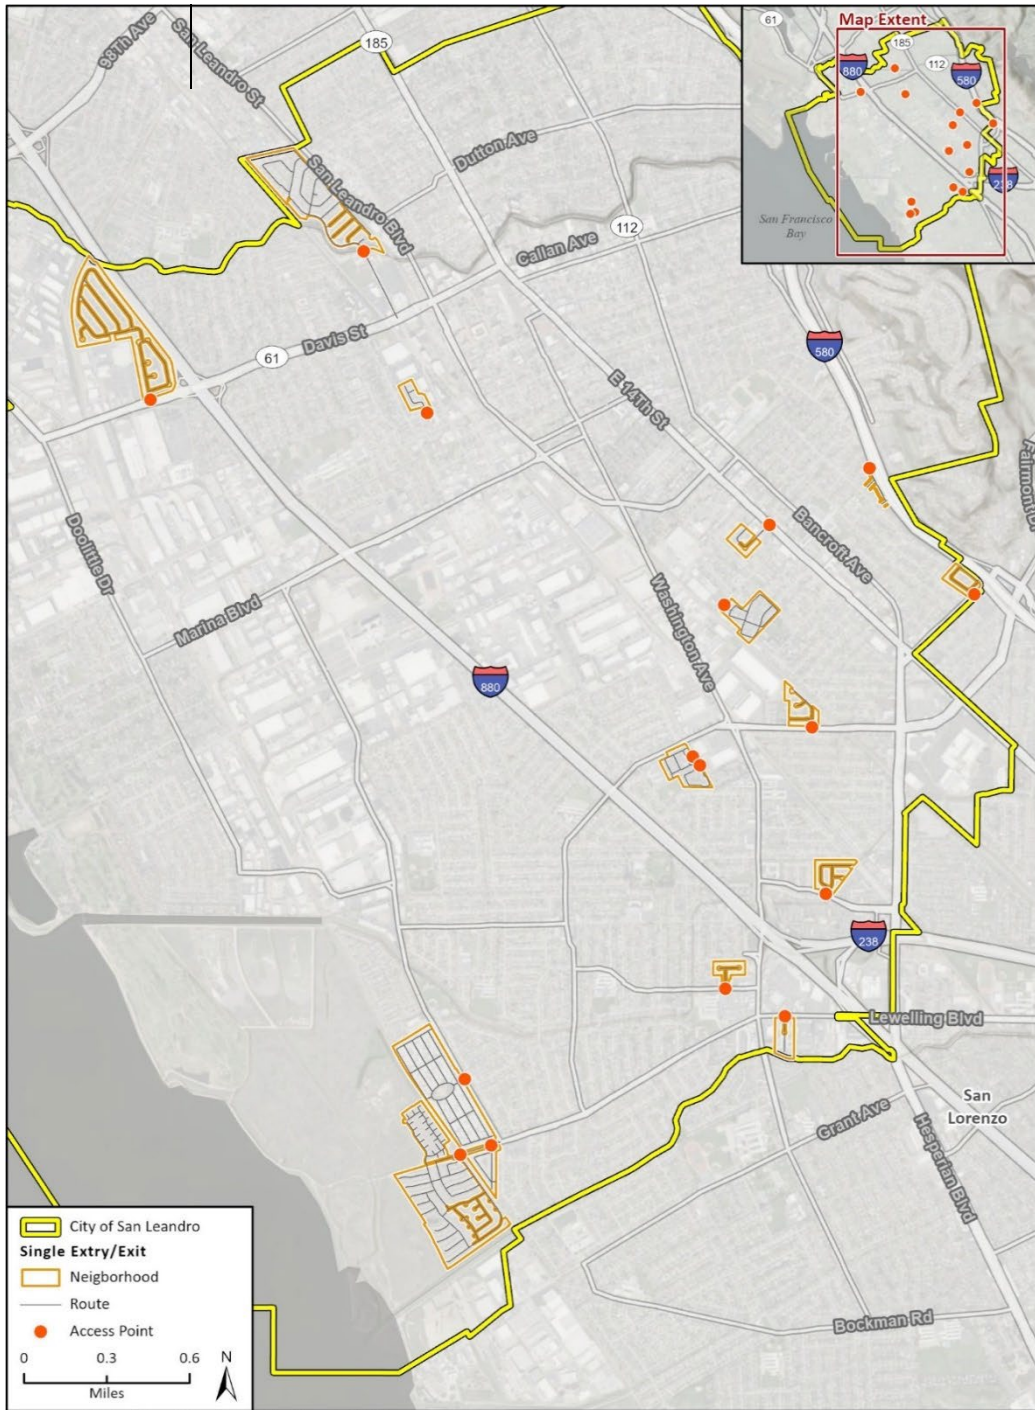 98Th Ave
San Leandro St
185
Dutton Ave
San Leandro Blvd
112
Callan Ave
Davis St
61
580
E 14Th St
Bancroft Ave
Doolittle Dr
Marina Blvd
Washington Ave
880
238
Lewelling Blvd
San
Lorenzo
Grant Ave
Hesperian Blvd
Bockman Rd
Map Extent
61
185
880
112
580
238
San Francisco
Bay
City of San Leandro
Single Extry/Exit
Neigborhood
Route
Access Point
0 0.3 0.6
Miles
N